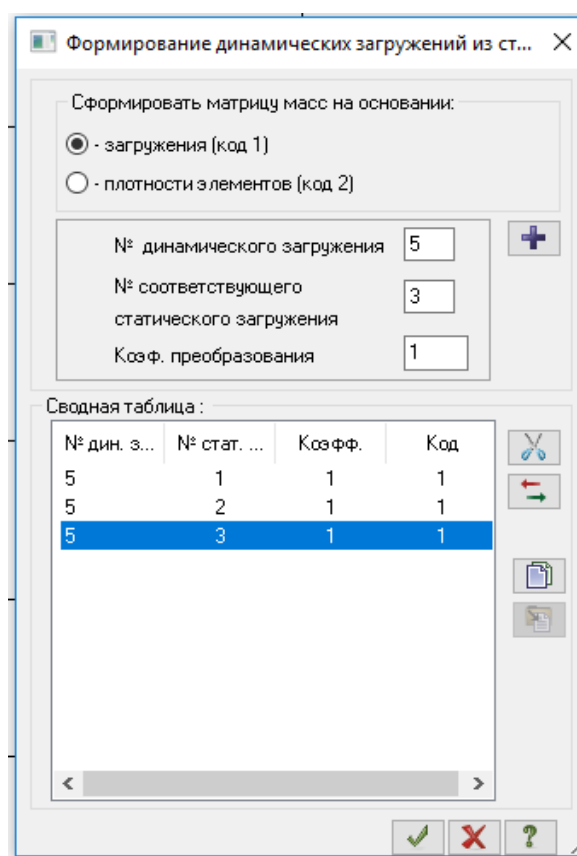 Формирование динамических загружений из ст...
Сформировать матрицу масс на основании:
- загружения (код 1)
- плотности элементов (код 2)
№ динамического загружения 5
№ соответствующего
статического загружения 3
Коэф. преобразования 1
Сводная таблица :
№ дин. з... № стат. ... Коэфф. Код
5 1 1 1
5 2 1 1
5 3 1 1